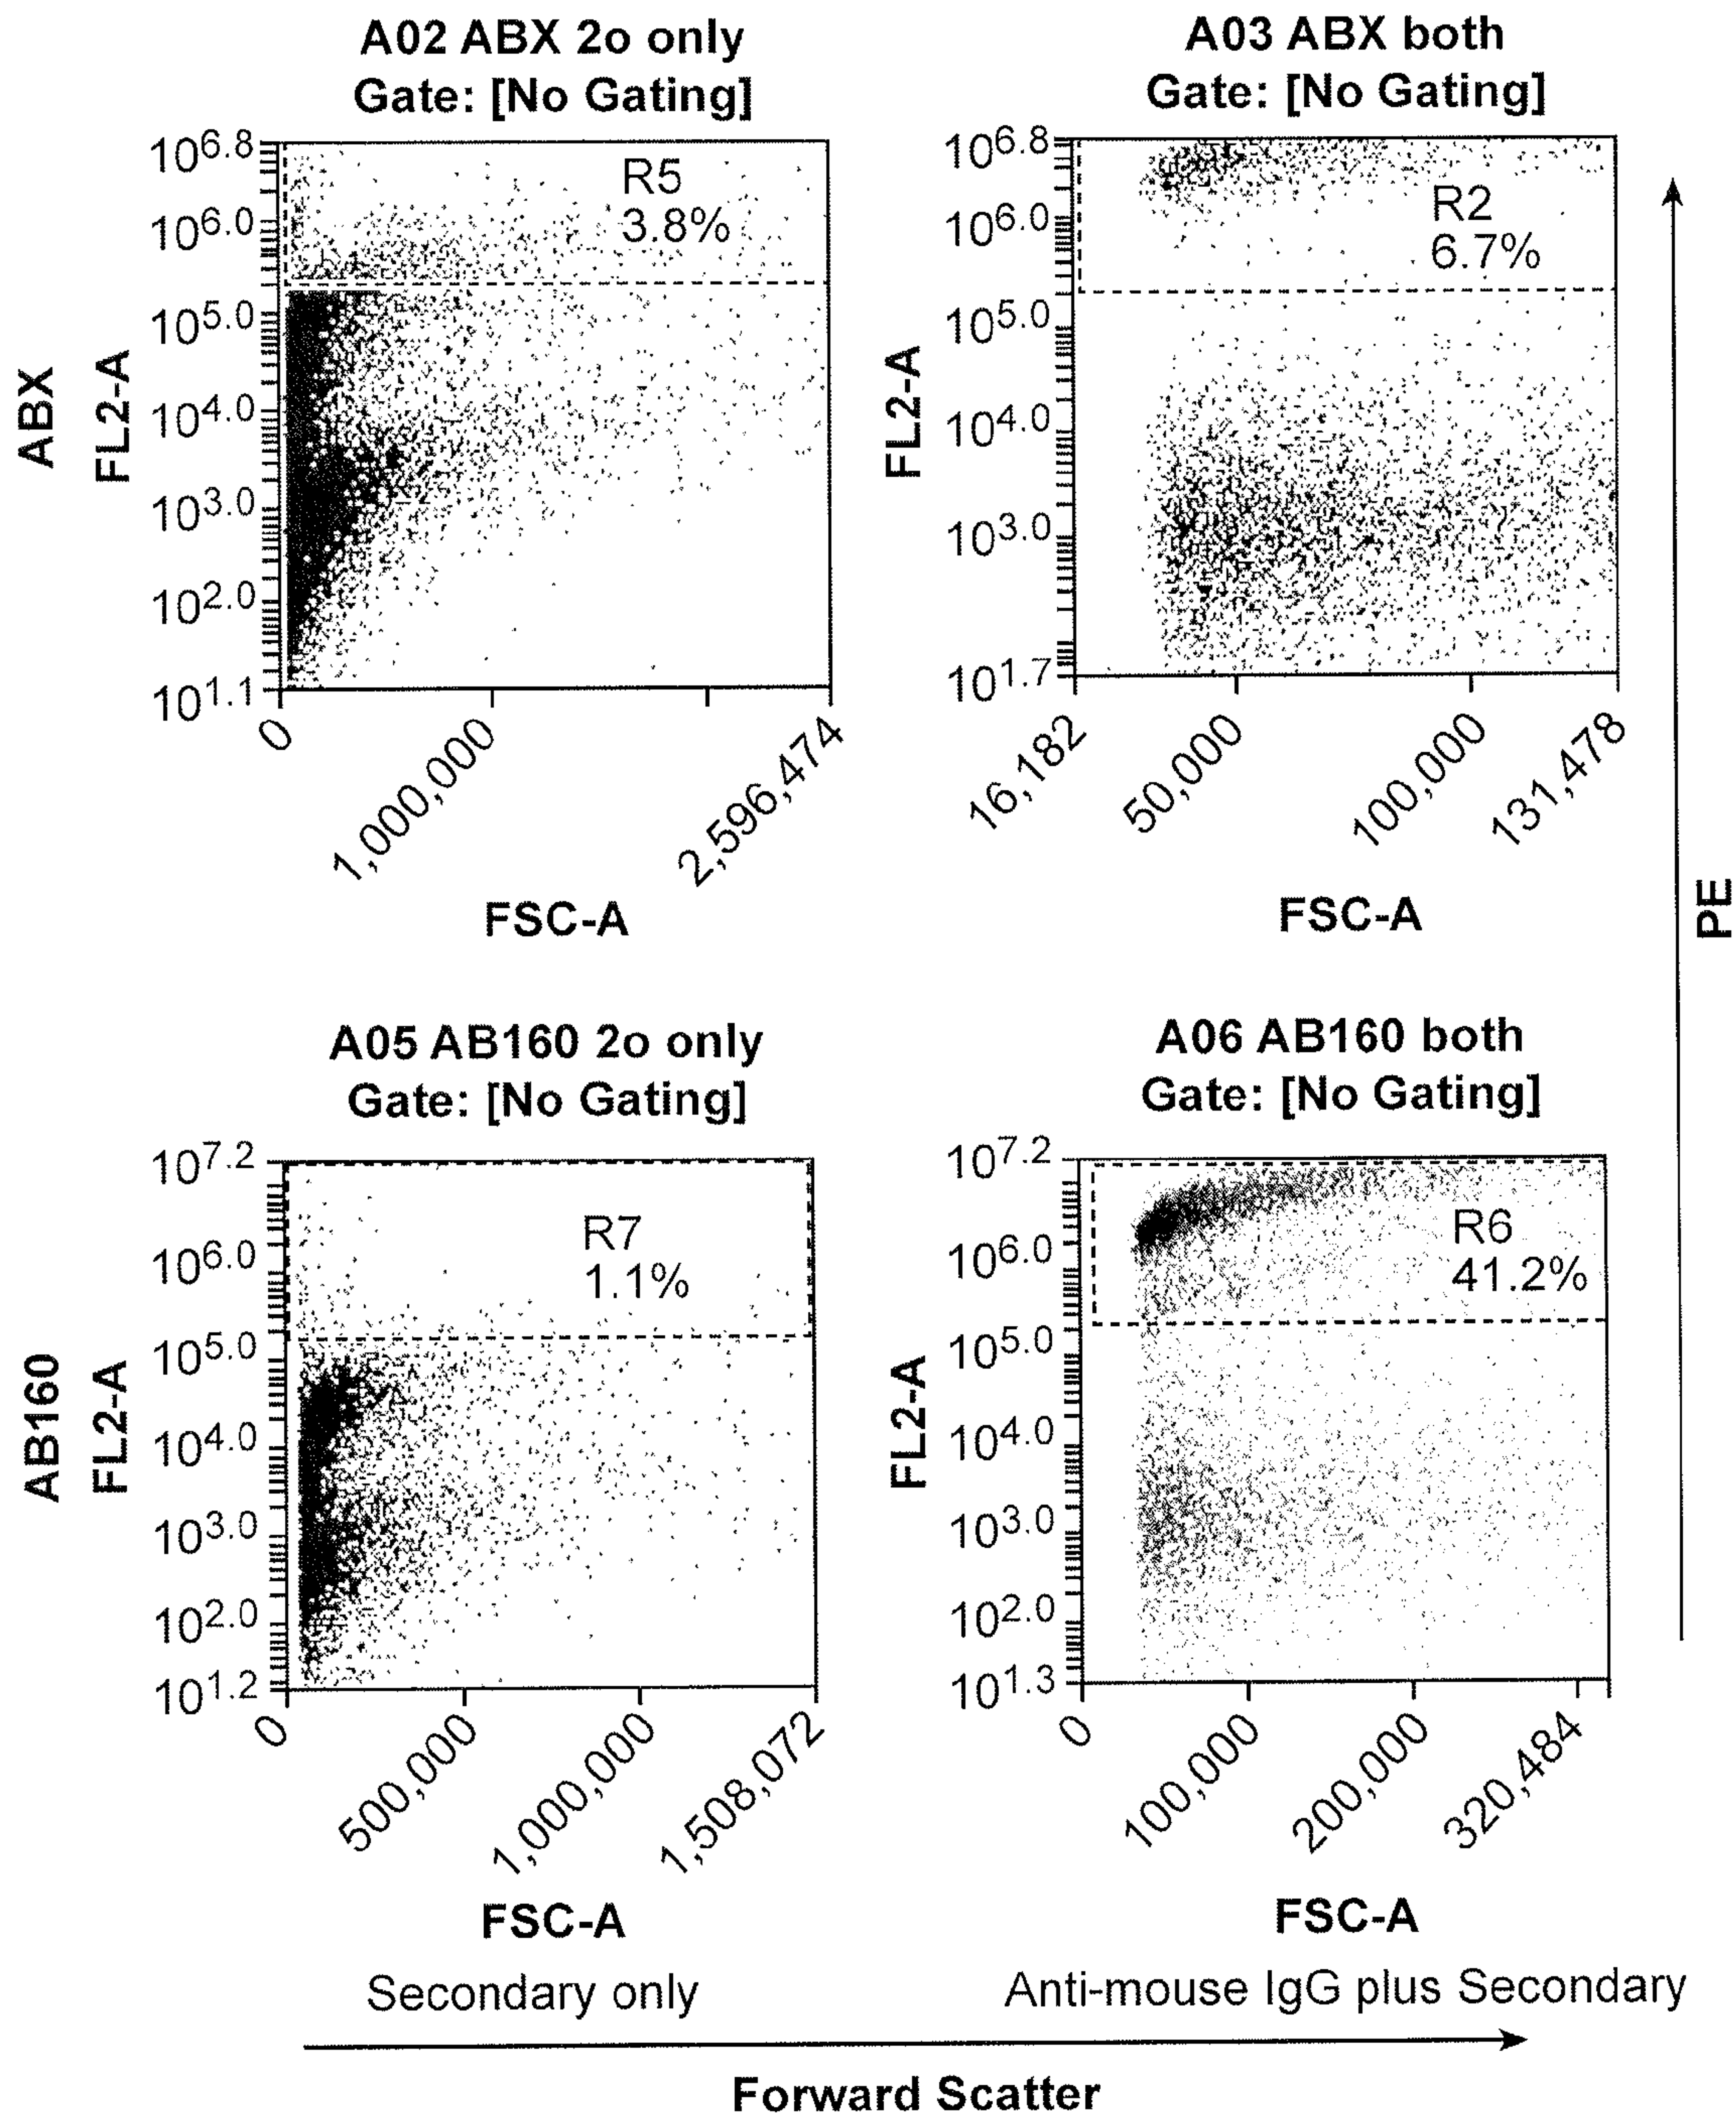 A02 ABX 2o only
Gate: [No Gating]
10^6.8
10^6.0
10^5.0
10^4.0
10^3.0
10^2.0
10^1.1
R5
3.8%
ABX
FL2-A
0
1,000,000
2,596,474
FSC-A
A03 ABX both
Gate: [No Gating]
10^6.8
10^6.0
10^5.0
10^4.0
10^3.0
10^1.7
R2
6.7%
FL2-A
16,182
50,000
100,000
131,478
FSC-A
PE
A05 AB160 2o only
Gate: [No Gating]
10^7.2
10^6.0
10^5.0
10^4.0
10^3.0
10^2.0
10^1.2
R7
1.1%
AB160
FL2-A
0
500,000
1,000,000
1,508,072
FSC-A
Secondary only
A06 AB160 both
Gate: [No Gating]
10^7.2
10^6.0
10^5.0
10^4.0
10^3.0
10^2.0
10^1.3
R6
41.2%
FL2-A
0
100,000
200,000
320,484
FSC-A
Anti-mouse IgG plus Secondary
Forward Scatter